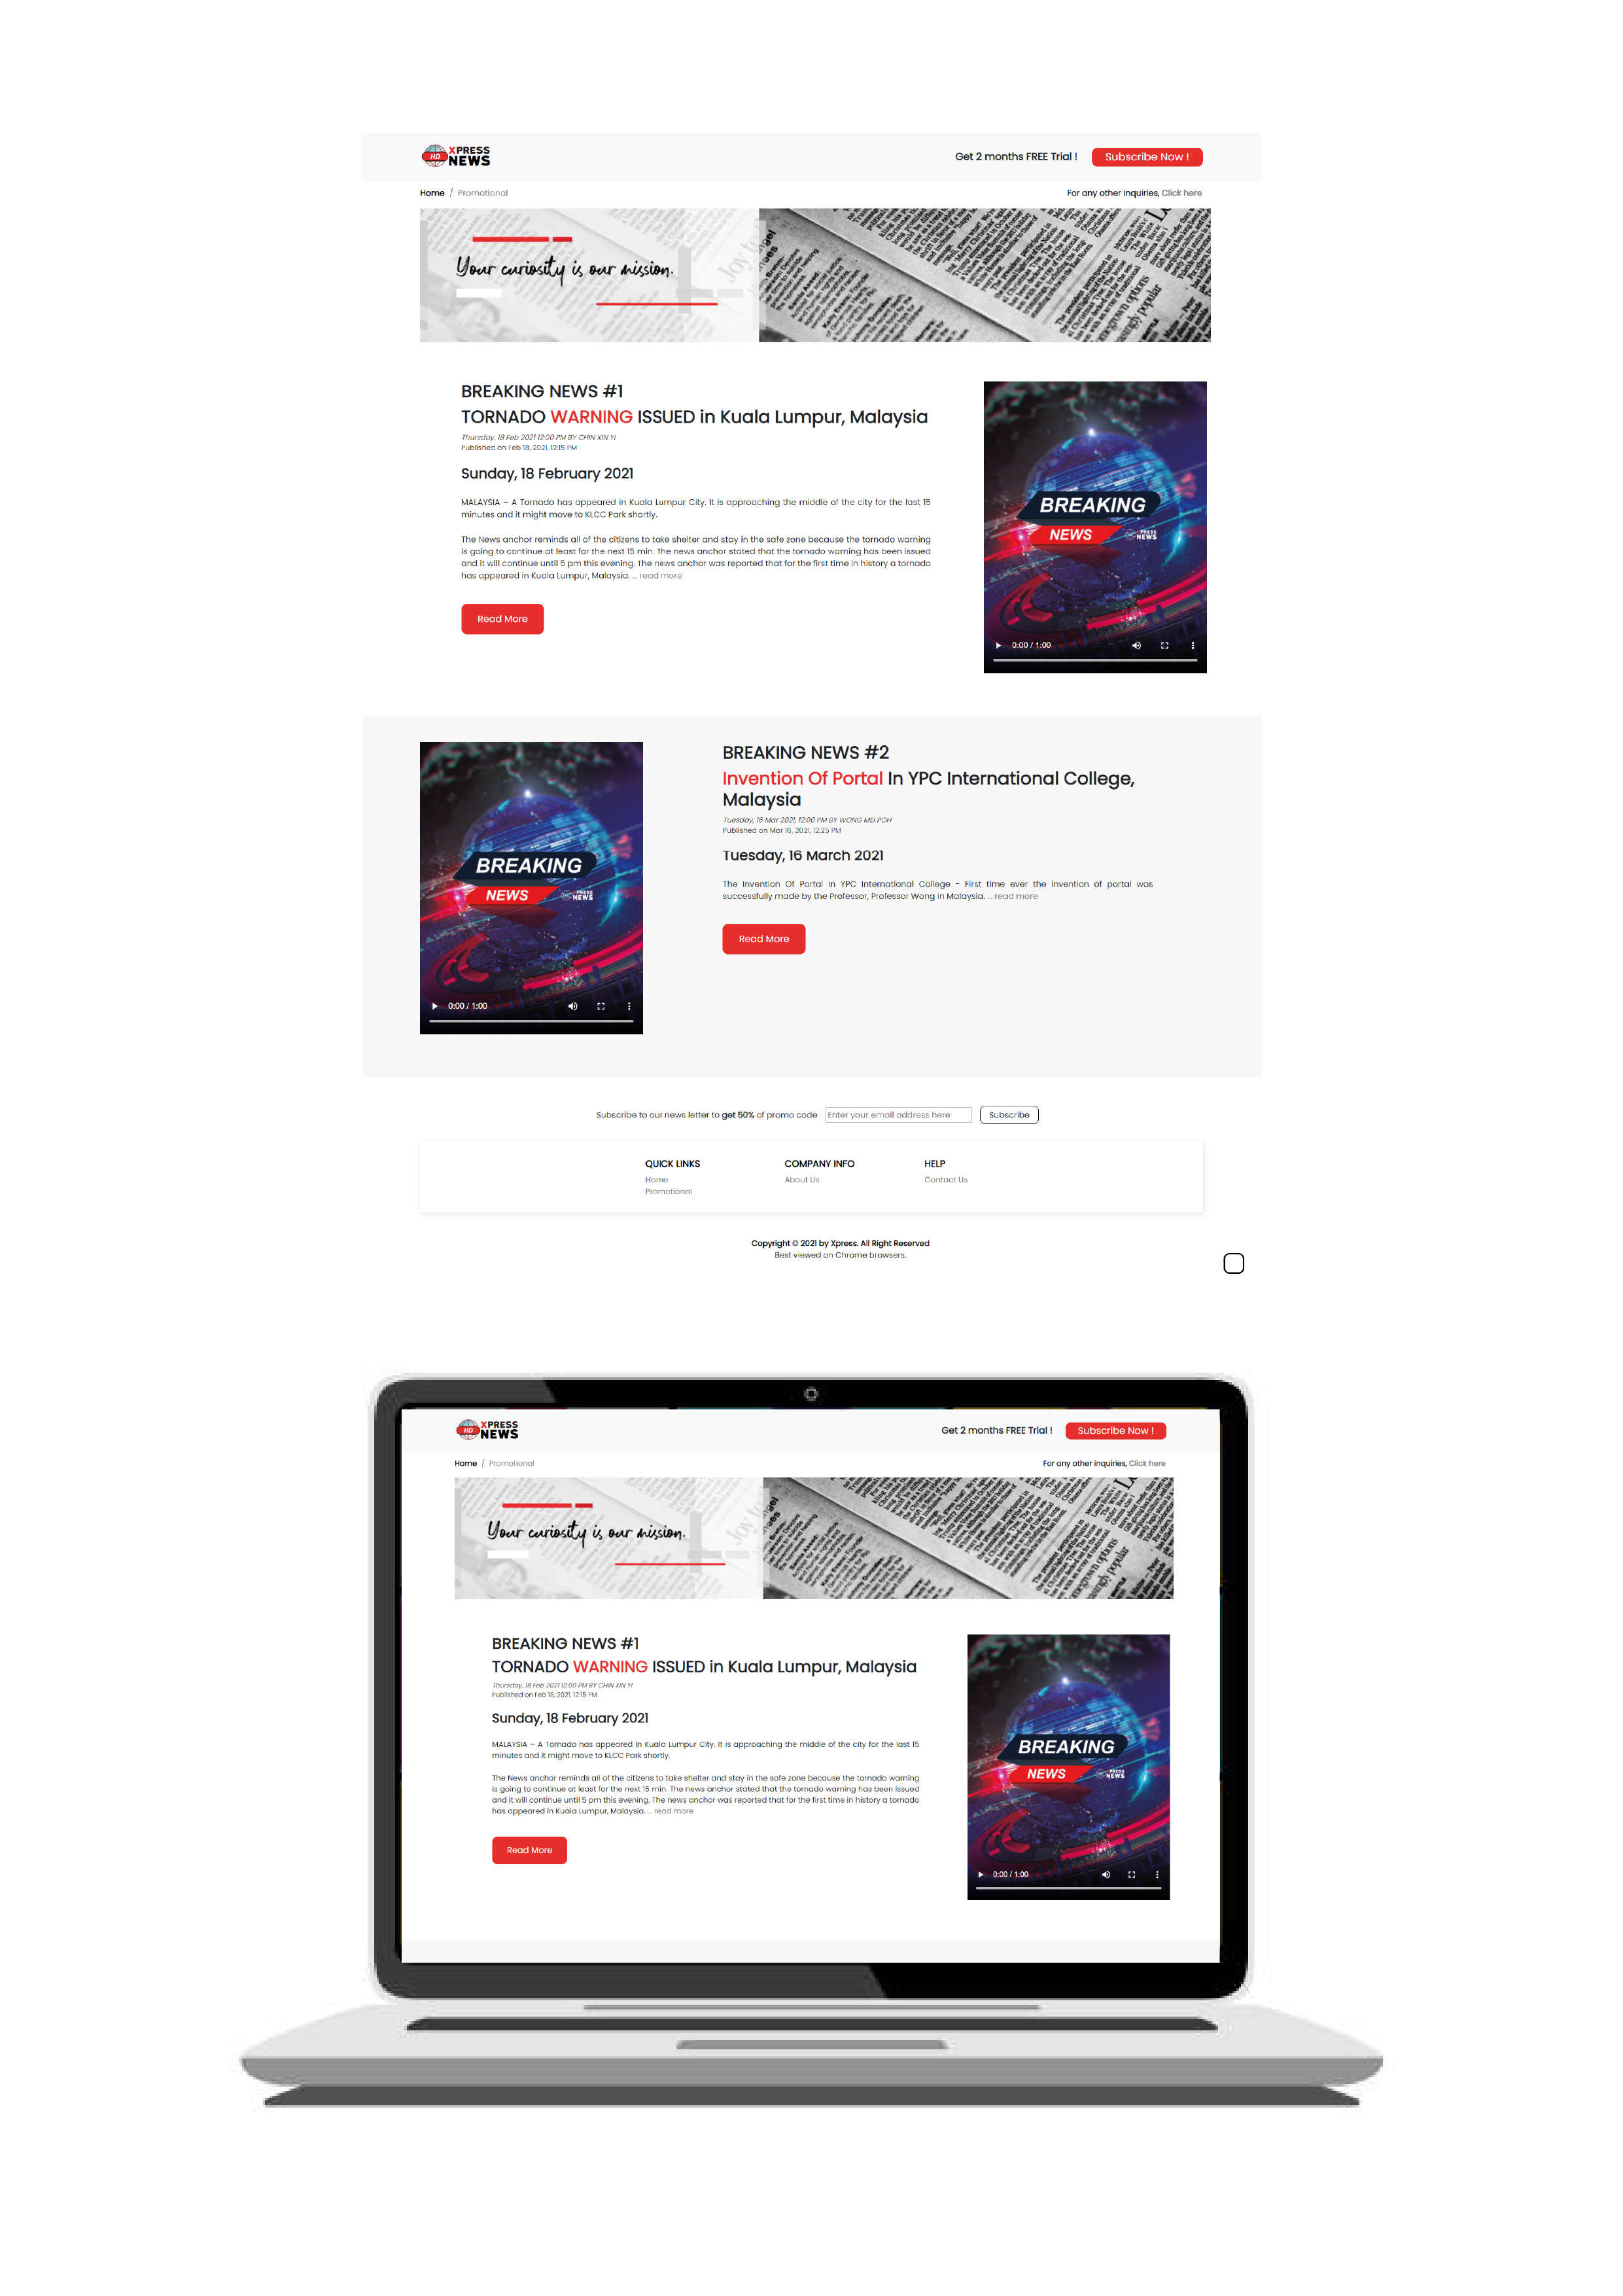 XPRESS
HD NEWS
Get 2 months FREE Trial !
Subscribe Now !
Home / Promotional
For any other inquiries, Click here
Your curiosity is our mission.
BREAKING NEWS #1
TORNADO WARNING ISSUED in Kuala Lumpur, Malaysia
Thursday, 18 Feb 2021 12:00 PM BY CHIN XIN YI
Published on Feb 18, 2021, 12:15 PM
Sunday, 18 February 2021
MALAYSIA – A Tornado has appeared in Kuala Lumpur City. It is approaching the middle of the city for the last 15
minutes and it might move to KLCC Park shortly.
The News anchor reminds all of the citizens to take shelter and stay in the safe zone because the tornado warning
is going to continue at least for the next 15 min. The news anchor stated that the tornado warning has been issued
and it will continue until 5 pm this evening. The news anchor was reported that for the first time in history a tornado
has appeared in Kuala Lumpur, Malaysia. ... read more
Read More
BREAKING
NEWS
XPRESS
NEWS
0:00 / 1:00
BREAKING
NEWS
XPRESS
NEWS
0:00 / 1:00
BREAKING NEWS #2
Invention Of Portal In YPC International College,
Malaysia
Tuesday, 16 Mar 2021, 12:00 PM BY WONG MEI POH
Published on Mar 16, 2021, 12:25 PM
Tuesday, 16 March 2021
The Invention Of Portal In YPC International College - First time ever the invention of portal was
successfully made by the Professor, Professor Wong in Malaysia. ... read more
Read More
Subscribe to our news letter to get 50% of promo code
Enter your email address here
Subscribe
QUICK LINKS
Home
Promotional
COMPANY INFO
About Us
HELP
Contact Us
Copyright © 2021 by Xpress. All Right Reserved
Best viewed on Chrome browsers.
XPRESS
HD NEWS
Get 2 months FREE Trial !
Subscribe Now !
Home / Promotional
For any other inquiries, Click here
Your curiosity is our mission.
BREAKING NEWS #1
TORNADO WARNING ISSUED in Kuala Lumpur, Malaysia
Thursday, 18 Feb 2021 12:00 PM BY CHIN XIN YI
Published on Feb 18, 2021, 12:15 PM
Sunday, 18 February 2021
MALAYSIA – A Tornado has appeared in Kuala Lumpur City. It is approaching the middle of the city for the last 15
minutes and it might move to KLCC Park shortly.
The News anchor reminds all of the citizens to take shelter and stay in the safe zone because the tornado warning
is going to continue at least for the next 15 min. The news anchor stated that the tornado warning has been issued
and it will continue until 5 pm this evening. The news anchor was reported that for the first time in history a tornado
has appeared in Kuala Lumpur, Malaysia. ... read more
Read More
BREAKING
NEWS
XPRESS
NEWS
0:00 / 1:00